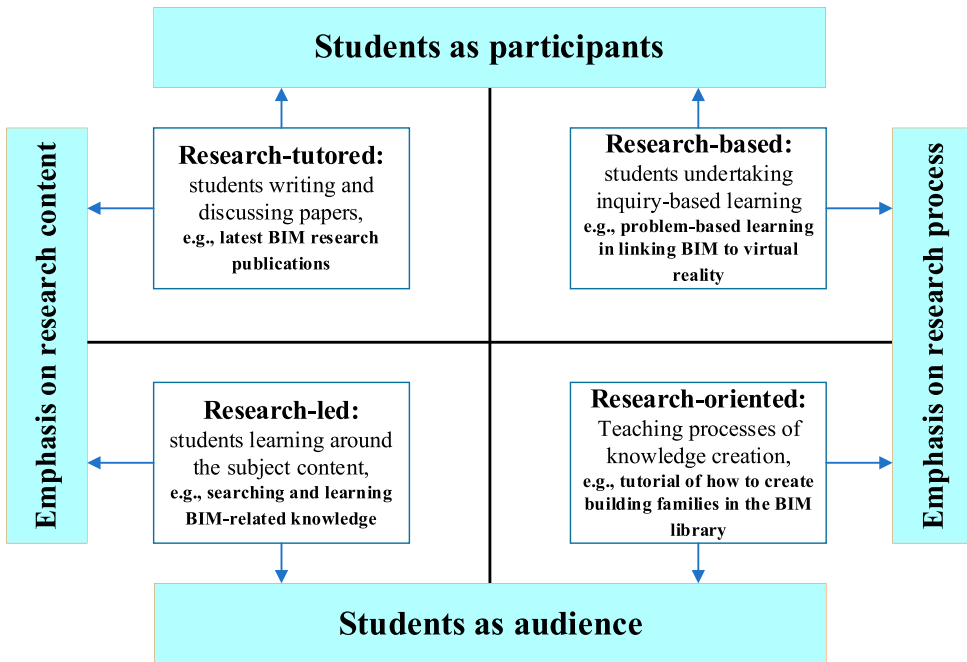 Students as participants
Emphasis on research content
Research-tutored:
students writing and
discussing papers,
e.g., latest BIM research
publications
Research-based:
students undertaking
inquiry-based learning
e.g., problem-based learning
in linking BIM to virtual
reality
Emphasis on research process
Research-led:
students learning around
the subject content,
e.g., searching and learning
BIM-related knowledge
Research-oriented:
Teaching processes of
knowledge creation,
e.g., tutorial of how to create
building families in the BIM
library
Students as audience